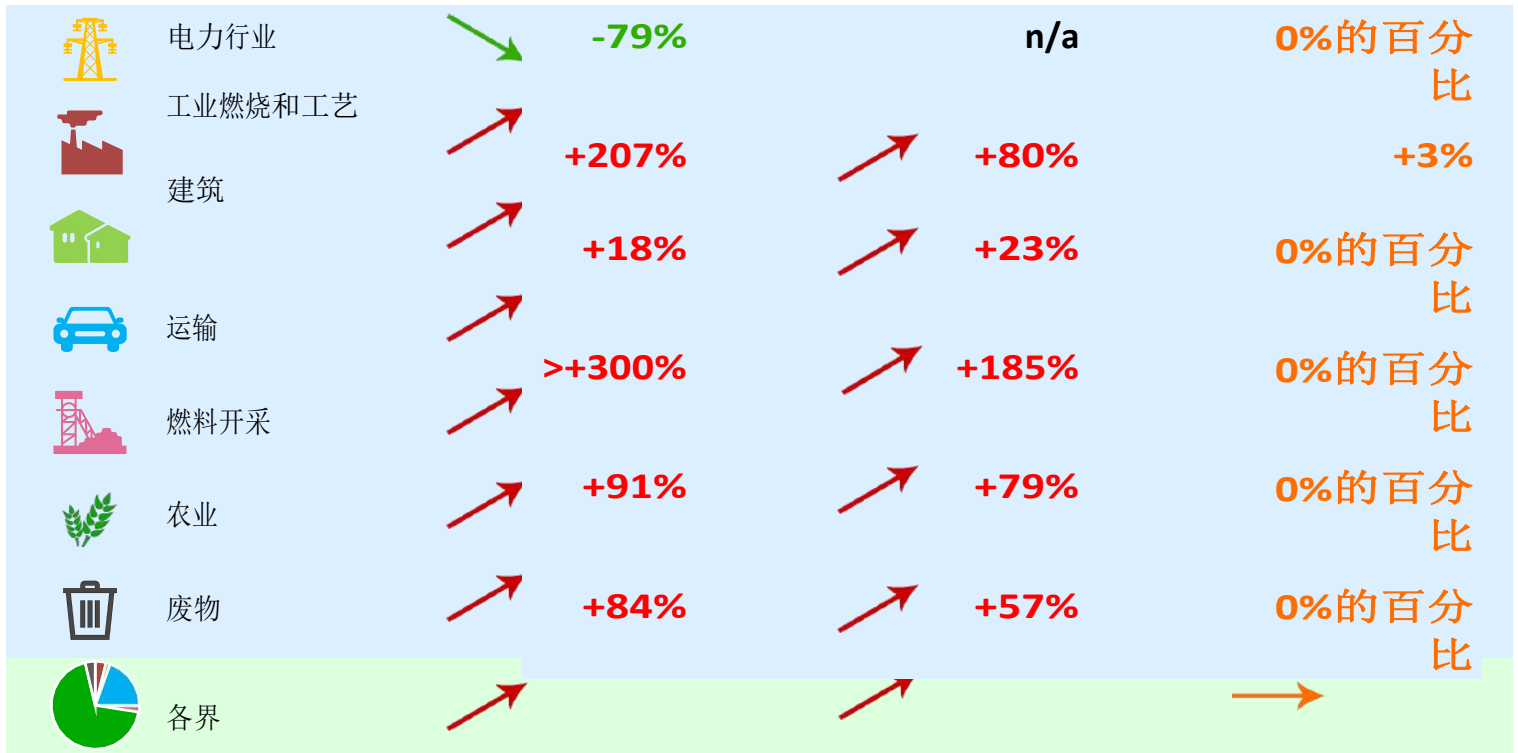 电力行业
-79%
n/a
0%的百分
比
工业燃烧和工艺
+207%
+80%
+3%
建筑
+18%
+23%
0%的百分
比
运输
>+300%
+185%
0%的百分
比
燃料开采
+91%
+79%
0%的百分
比
农业
废物
+84%
+57%
0%的百分
比
各界